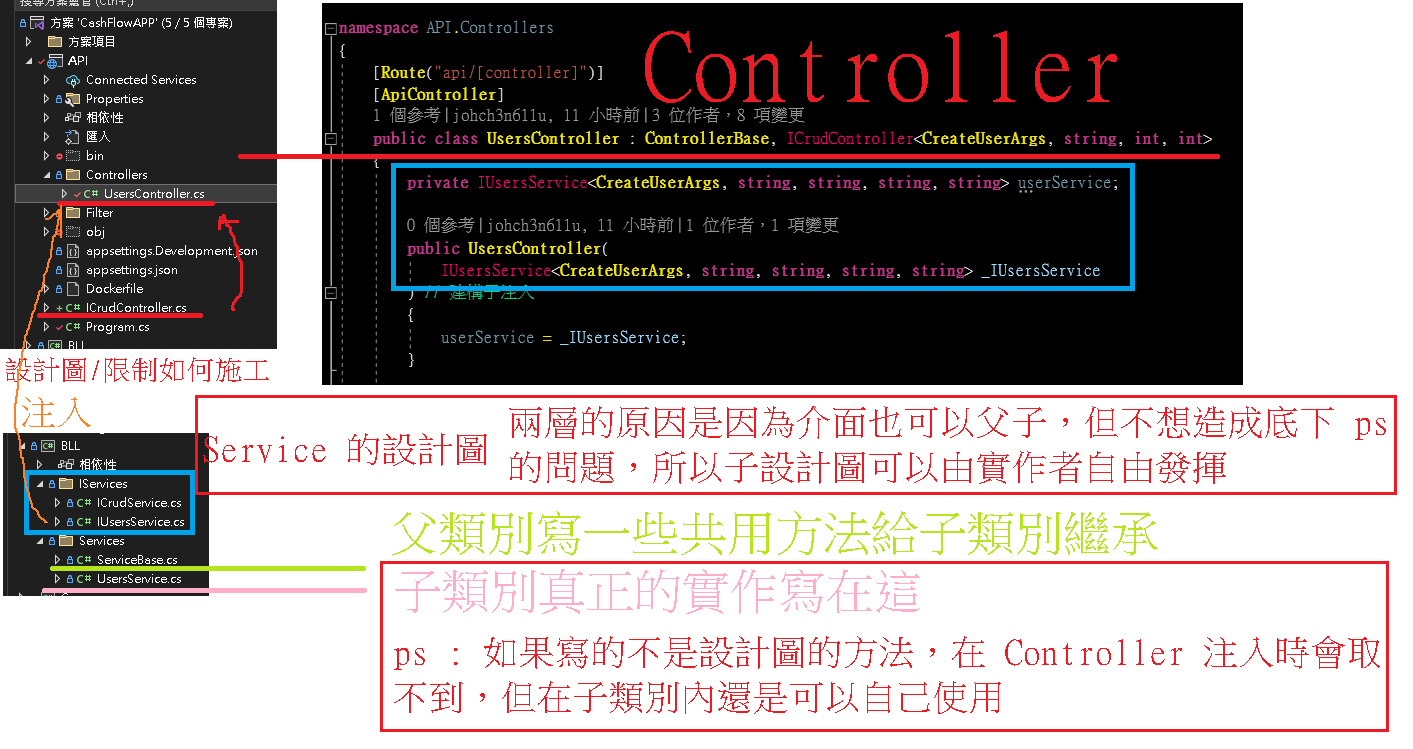 搜尋方案總管 (Ctrl+;)
方案 'CashFlowAPP' (5 / 5 個專案)
方案項目
API
Connected Services
Properties
相依性
匯入
bin
Controllers
C# UsersController.cs
Filter
obj
appsettings.Development.json
appsettings.json
Dockerfile
C# ICrudController.cs
C# Program.cs
C# BLL
設計圖/限制如何施工
注入
namespace API.Controllers
{
[Route("api/[controller]")]
[ApiController]
1 個參考|johch3n611u, 11 小時前|3 位作者，8 項變更
public class UsersController : ControllerBase, ICrudController<CreateUserArgs, string, int, int>
{
private IUsersService<CreateUserArgs, string, string, string, string> userService;
0 個參考|johch3n611u, 11 小時前|1 位作者，1 項變更
public UsersController(
IUsersService<CreateUserArgs, string, string, string, string> _IUsersService
) // 建構子注入
{
userService = _IUsersService;
}
Controller
C# BLL
相依性
IServices
C# ICrudService.cs
C# IUsersService.cs
Services
C# ServiceBase.cs
C# UsersService.cs
Service 的設計圖
兩層的原因是因為介面也可以父子，但不想造成底下 ps
的問題，所以子設計圖可以由實作者自由發揮
父類別寫一些共用方法給子類別繼承
子類別真正的實作寫在這
ps : 如果寫的不是設計圖的方法，在 Controller 注入時會取
不到，但在子類別內還是可以自己使用